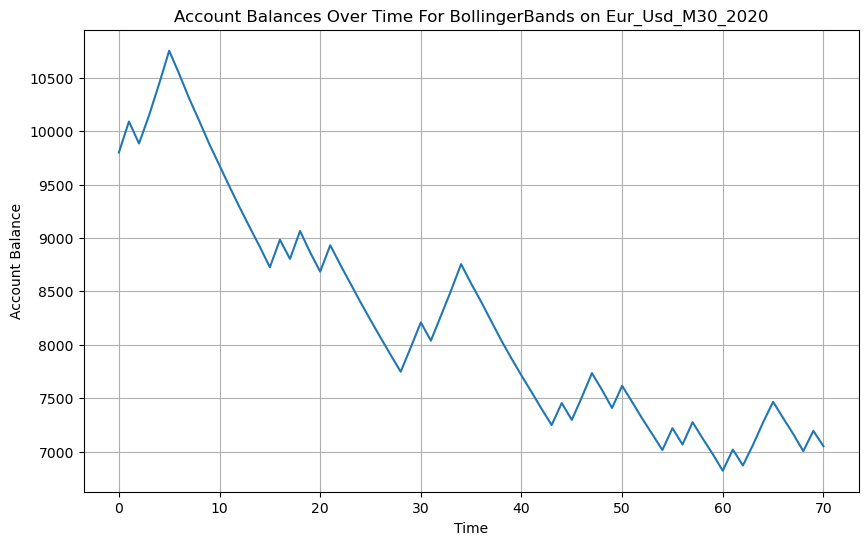 Account Balances Over Time For BollingerBands on Eur_Usd_M30_2020
10500
10000
9500
9000
8500
8000
7500
7000
Account Balance
0 10 20 30 40 50 60 70
Time